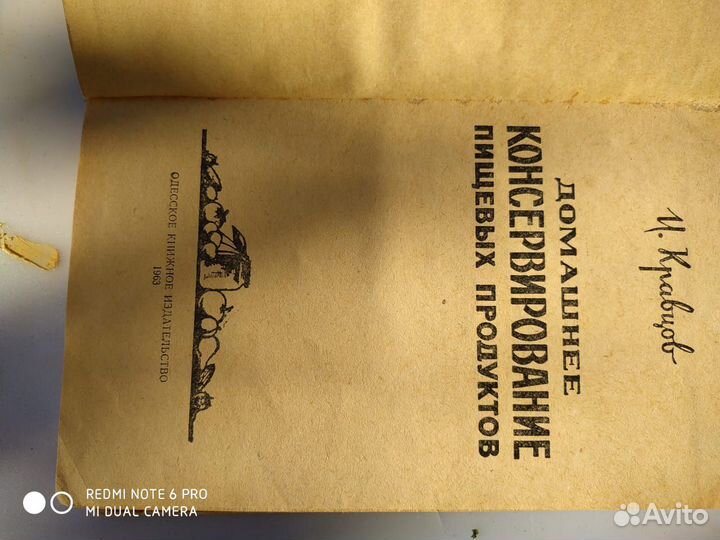 И. Кравцов
ДОМАШНЕЕ
КОНСЕРВИРОВАНИЕ
ПИЩЕВЫХ ПРОДУКТОВ
ОДЕССКОЕ КНИЖНОЕ ИЗДАТЕЛЬСТВО
1963
REDMI NOTE 6 PRO
MI DUAL CAMERA
Avito